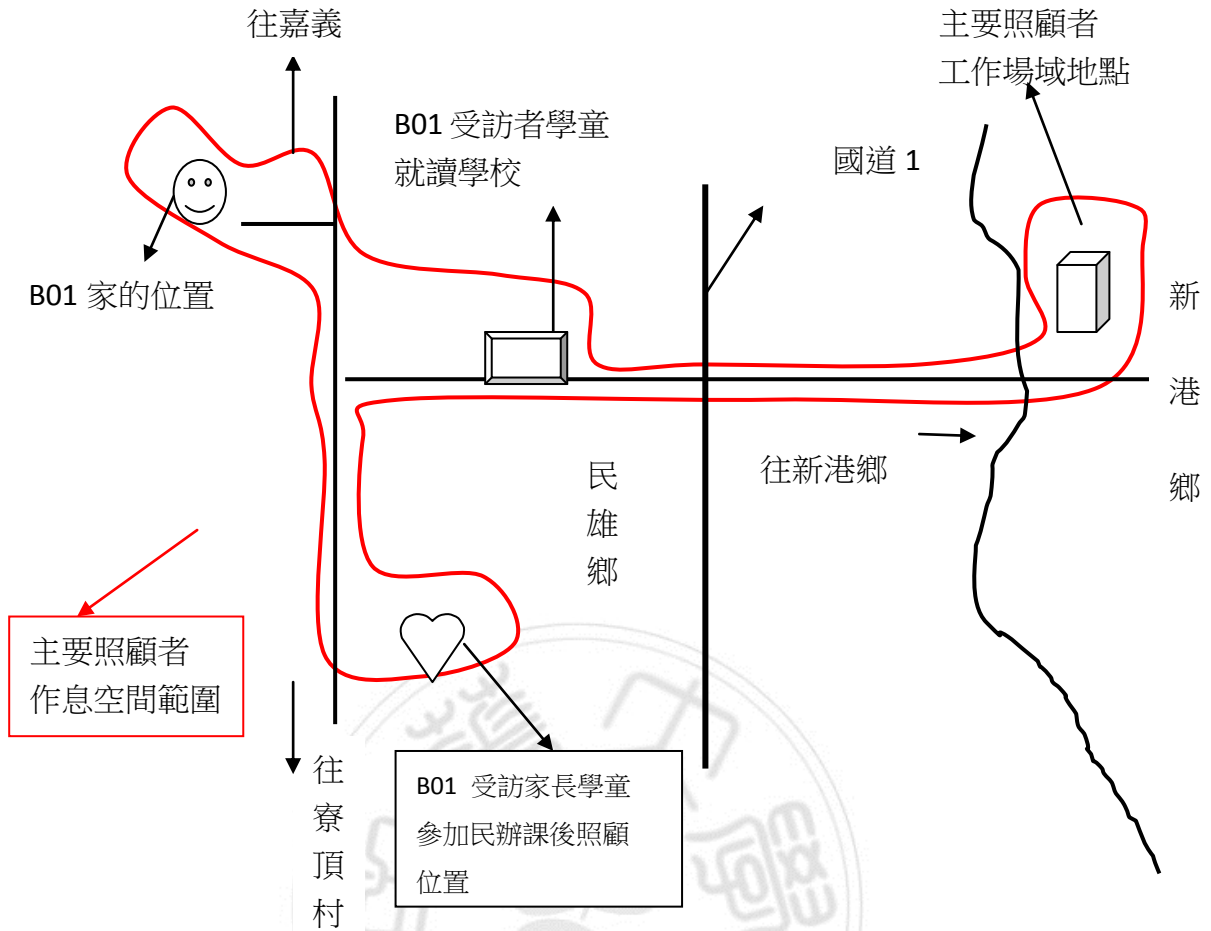 往嘉義
主要照顧者
工作場域地點
B01 受訪者學童
就讀學校
國道 1
B01 家的位置
新港鄉
往新港鄉
民雄鄉
主要照顧者
作息空間範圍
往寮頂村
B01 受訪家長學童
參加民辦課後照顧
位置